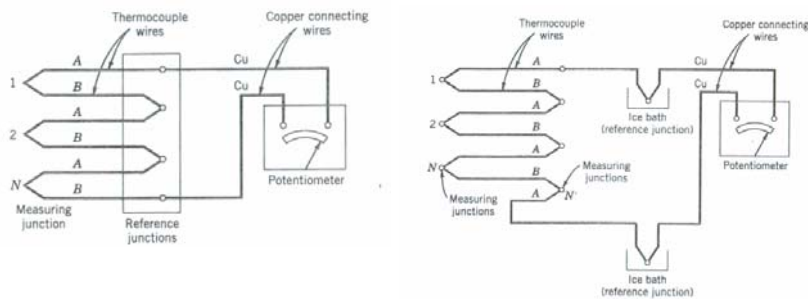 Thermocouple
wires
Copper connecting
wires
A
Cu
1
B
Cu
A
2
B
A
N
B
Potentiometer
Measuring
junction
Reference
junctions
Thermocouple
wires
Copper connecting
wires
A
Cu
1
B
Cu
A
Ice bath
(reference junction)
2
B
A
Potentiometer
N
B
Measuring
junctions
A
N'
Measuring
junctions
Ice bath
(reference junction)